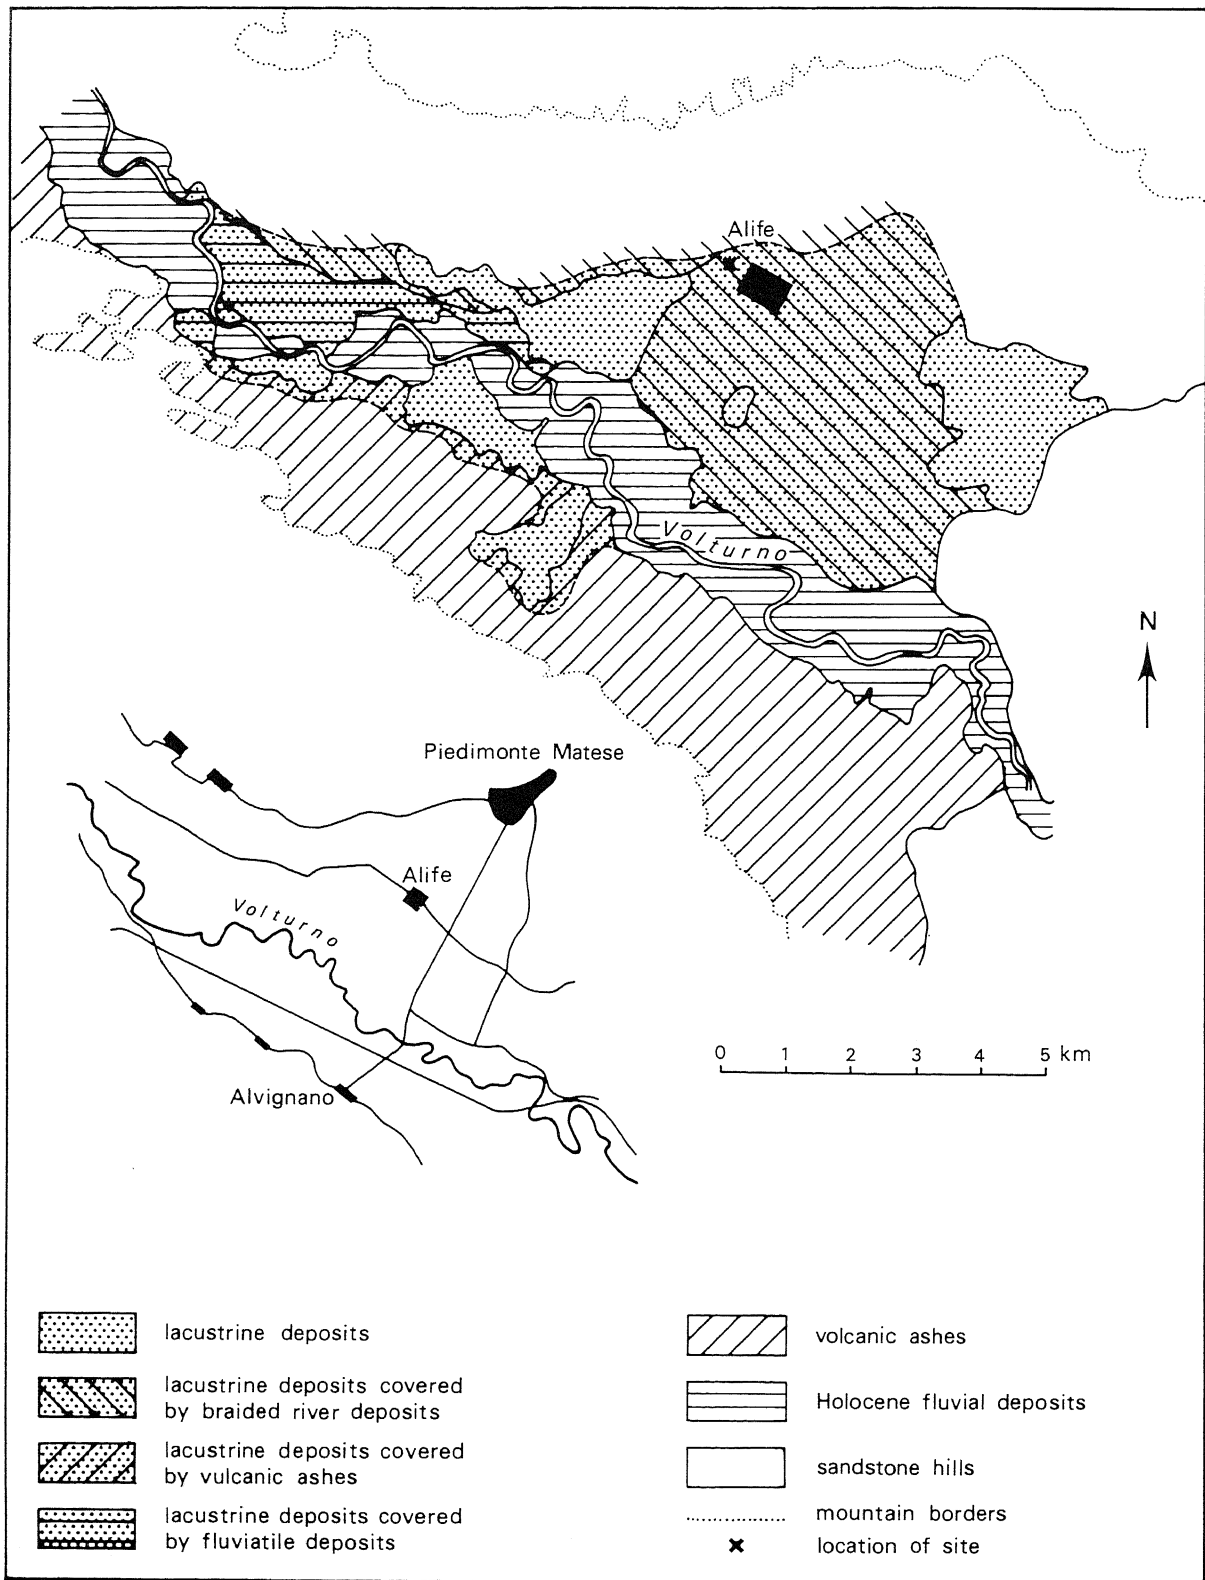 Alife
Volturno
N
Piedimonte Matese
Alife
Volturno
Alvignano
0 1 2 3 4 5 km
lacustrine deposits
lacustrine deposits covered
by braided river deposits
lacustrine deposits covered
by vulcanic ashes
lacustrine deposits covered
by fluviatile deposits
volcanic ashes
Holocene fluvial deposits
sandstone hills
mountain borders
location of site